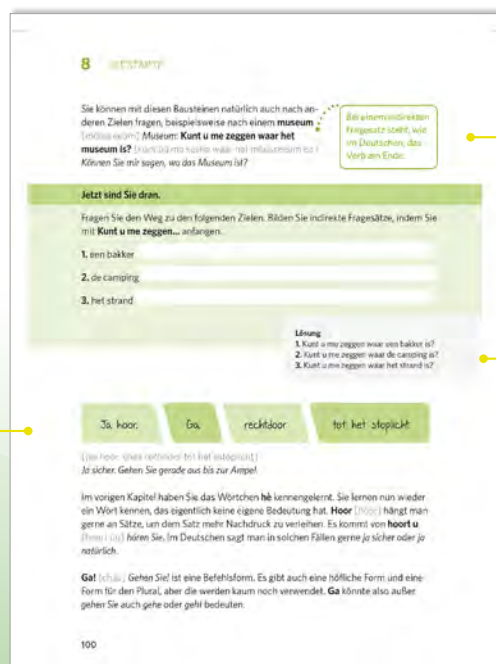 8
Sie können mit diesen Bausteinen natürlich auch nach an-
deren Zielen fragen, beispielsweise nach einem museum
Museum: Kunt u me zeggen waar het
museum is?
Können Sie mir sagen, wo das Museum ist?
Bei einem indirekten
Fragesatz steht, wie
im Deutschen, das
Verb am Ende.
Jetzt sind Sie dran.
Fragen Sie den Weg zu den folgenden Zielen. Bilden Sie indirekte Fragesätze, indem Sie
mit Kunt u me zeggen... anfangen.
1. een bakker
2. de camping
3. het strand
Lösung
1. Kunt u me zeggen waar een bakker is?
2. Kunt u me zeggen waar de camping is?
3. Kunt u me zeggen waar het strand is?
Ja hoor. Ga rechtdoor tot het stoplicht.
Ja sicher. Gehen Sie gerade aus bis zur Ampel.
Im vorigen Kapitel haben Sie das Wörtchen hè kennengelernt. Sie lernen nun wieder
ein Wort kennen, das eigentlich keine eigene Bedeutung hat. Hoor hängt man
gerne an Sätze, um dem Satz mehr Nachdruck zu verleihen. Es kommt von hoort u
hören Sie. Im Deutschen sagt man in solchen Fällen gerne ja sicher oder ja
natürlich.
Ga! Gehen Sie! ist eine Befehlsform. Es gibt auch eine höfliche Form und eine
Form für den Plural, aber die werden kaum noch verwendet. Ga könnte also außer
gehen Sie auch gehe oder geht bedeuten.
100